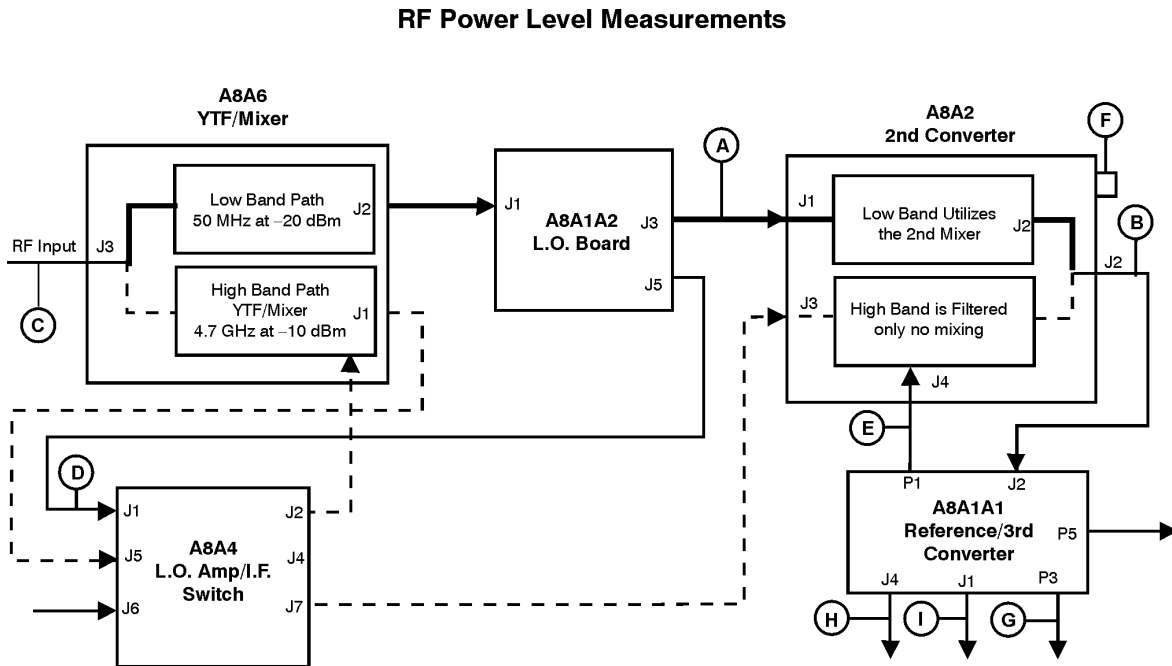 RF Power Level Measurements
A8A6
YTF/Mixer
RF Input
J3
C
Low Band Path
50 MHz at −20 dBm
J2
High Band Path
YTF/Mixer
4.7 GHz at −10 dBm
J1
J1
A8A1A2
L.O. Board
J3
J5
A
A8A2
2nd Converter
F
J1
Low Band Utilizes
the 2nd Mixer
J2
J2
B
J3
High Band is Filtered
only no mixing
J4
E
D
J1
J5
J6
A8A4
L.O. Amp/I.F.
Switch
J2
J4
J7
P1
J2
A8A1A1
Reference/3rd
Converter
P5
J4
J1
P3
H
I
G